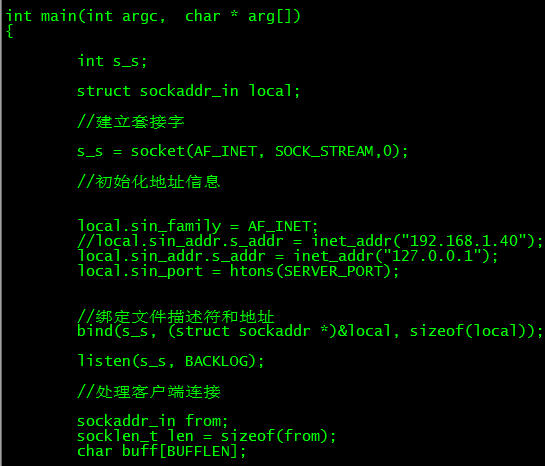 int main(int argc,  char * arg[])
{
int s_s;
struct sockaddr_in local;
//建立套接字
s_s = socket(AF_INET, SOCK_STREAM,0);
//初始化地址信息
local.sin_family = AF_INET;
//local.sin_addr.s_addr = inet_addr("192.168.1.40");
local.sin_addr.s_addr = inet_addr("127.0.0.1");
local.sin_port = htons(SERVER_PORT);
//绑定文件描述符和地址
bind(s_s, (struct sockaddr *)&local, sizeof(local));
listen(s_s, BACKLOG);
//处理客户端连接
sockaddr_in from;
socklen_t len = sizeof(from);
char buff[BUFFLEN];